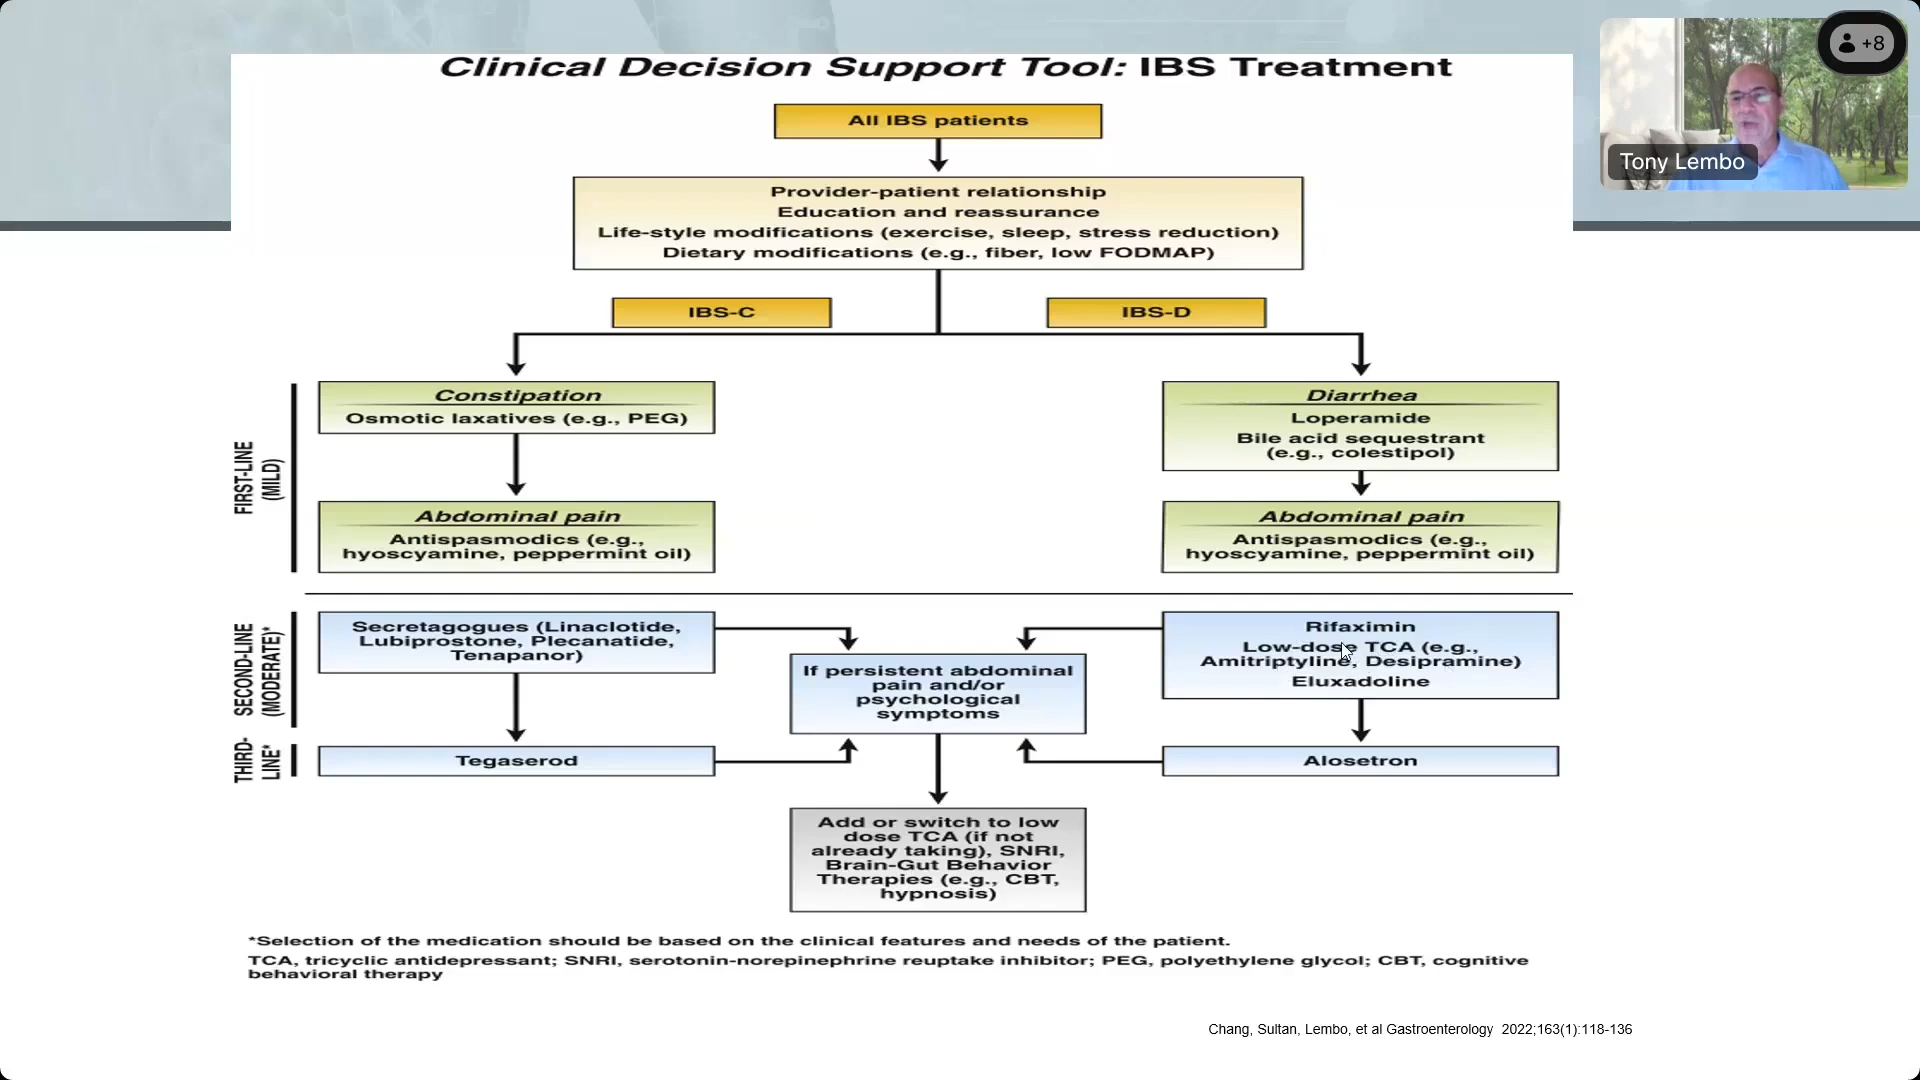 Clinical Decision Support Tool: IBS Treatment
+8
Tony Lembo
All IBS patients
Provider-patient relationship
Education and reassurance
Life-style modifications (exercise, sleep, stress reduction)
Dietary modifications (e.g., fiber, low FODMAP)
IBS-C
IBS-D
FIRST-LINE
(MILD)
Constipation
Osmotic laxatives (e.g., PEG)
Diarrhea
Loperamide
Bile acid sequestrant
(e.g., colestipol)
Abdominal pain
Antispasmodics (e.g.,
hyoscyamine, peppermint oil)
Abdominal pain
Antispasmodics (e.g.,
hyoscyamine, peppermint oil)
SECOND-LINE
(MODERATE)*
Secretagogues (Linaclotide,
Lubiprostone, Plecanatide,
Tenapanor)
If persistent abdominal
pain and/or
psychological
symptoms
Rifaximin
Low-dose TCA (e.g.,
Amitriptyline, Desipramine)
Eluxadoline
THIRD-
LINE*
Tegaserod
Alosetron
Add or switch to low
dose TCA (if not
already taking), SNRI,
Brain-Gut Behavior
Therapies (e.g., CBT,
hypnosis)
*Selection of the medication should be based on the clinical features and needs of the patient.
TCA, tricyclic antidepressant; SNRI, serotonin-norepinephrine reuptake inhibitor; PEG, polyethylene glycol; CBT, cognitive
behavioral therapy
Chang, Sultan, Lembo, et al Gastroenterology 2022;163(1):118-136